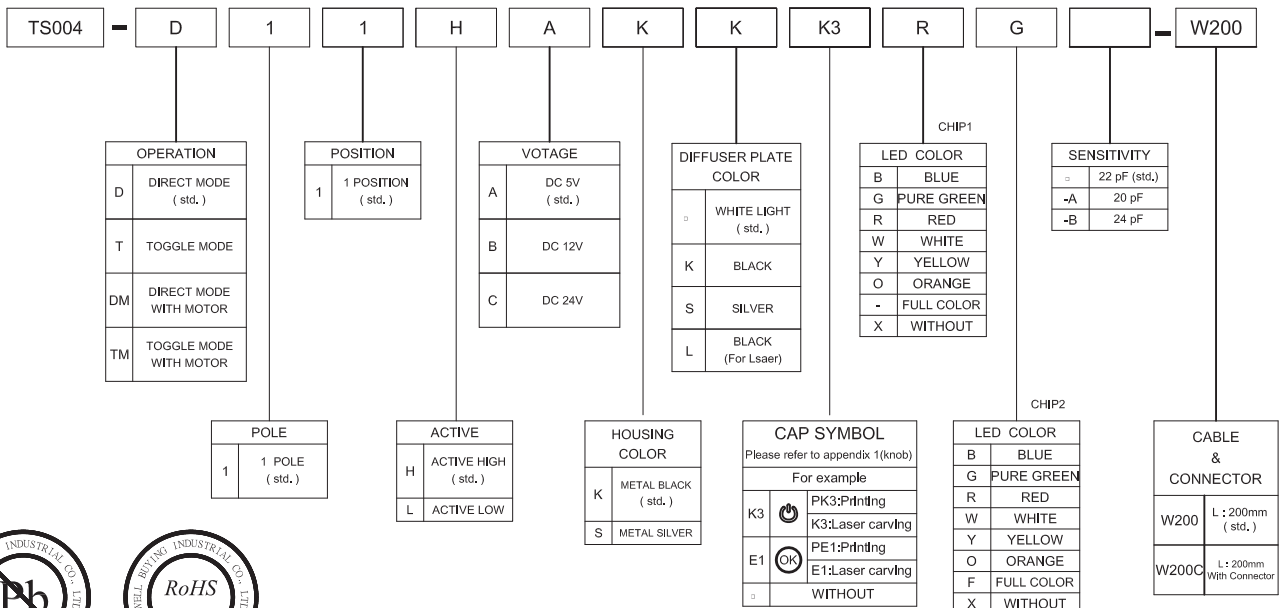 TS004 - D 1 1 H A K K K3 R G - W200
OPERATION
D DIRECT MODE
( std. )
T TOGGLE MODE
DM DIRECT MODE
WITH MOTOR
TM TOGGLE MODE
WITH MOTOR
POSITION
1 1 POSITION
( std. )
VOTAGE
A DC 5V
( std. )
B DC 12V
C DC 24V
DIFFUSER PLATE
COLOR
□ WHITE LIGHT
( std. )
K BLACK
S SILVER
L BLACK
(For Lsaer)
CHIP1
LED COLOR
B BLUE
G PURE GREEN
R RED
W WHITE
Y YELLOW
O ORANGE
- FULL COLOR
X WITHOUT
SENSITIVITY
□ 22 pF (std.)
-A 20 pF
-B 24 pF
POLE
1 1 POLE
( std. )
ACTIVE
H ACTIVE HIGH
( std. )
L ACTIVE LOW
HOUSING
COLOR
K METAL BLACK
( std. )
S METAL SILVER
CAP SYMBOL
Please refer to appendix 1(knob)
For example
K3 PK3:Printing
K3:Laser carving
E1 OK PE1:Printing
E1:Laser carving
□ WITHOUT
CHIP2
LED COLOR
B BLUE
G PURE GREEN
R RED
W WHITE
Y YELLOW
O ORANGE
F FULL COLOR
X WITHOUT
CABLE
&
CONNECTOR
W200 L : 200mm
( std. )
W200C L : 200mm
With Connector
INDUSTRIAL CO., LTD
Pb
BUYING INDUSTRIAL CO., LTD
RoHS